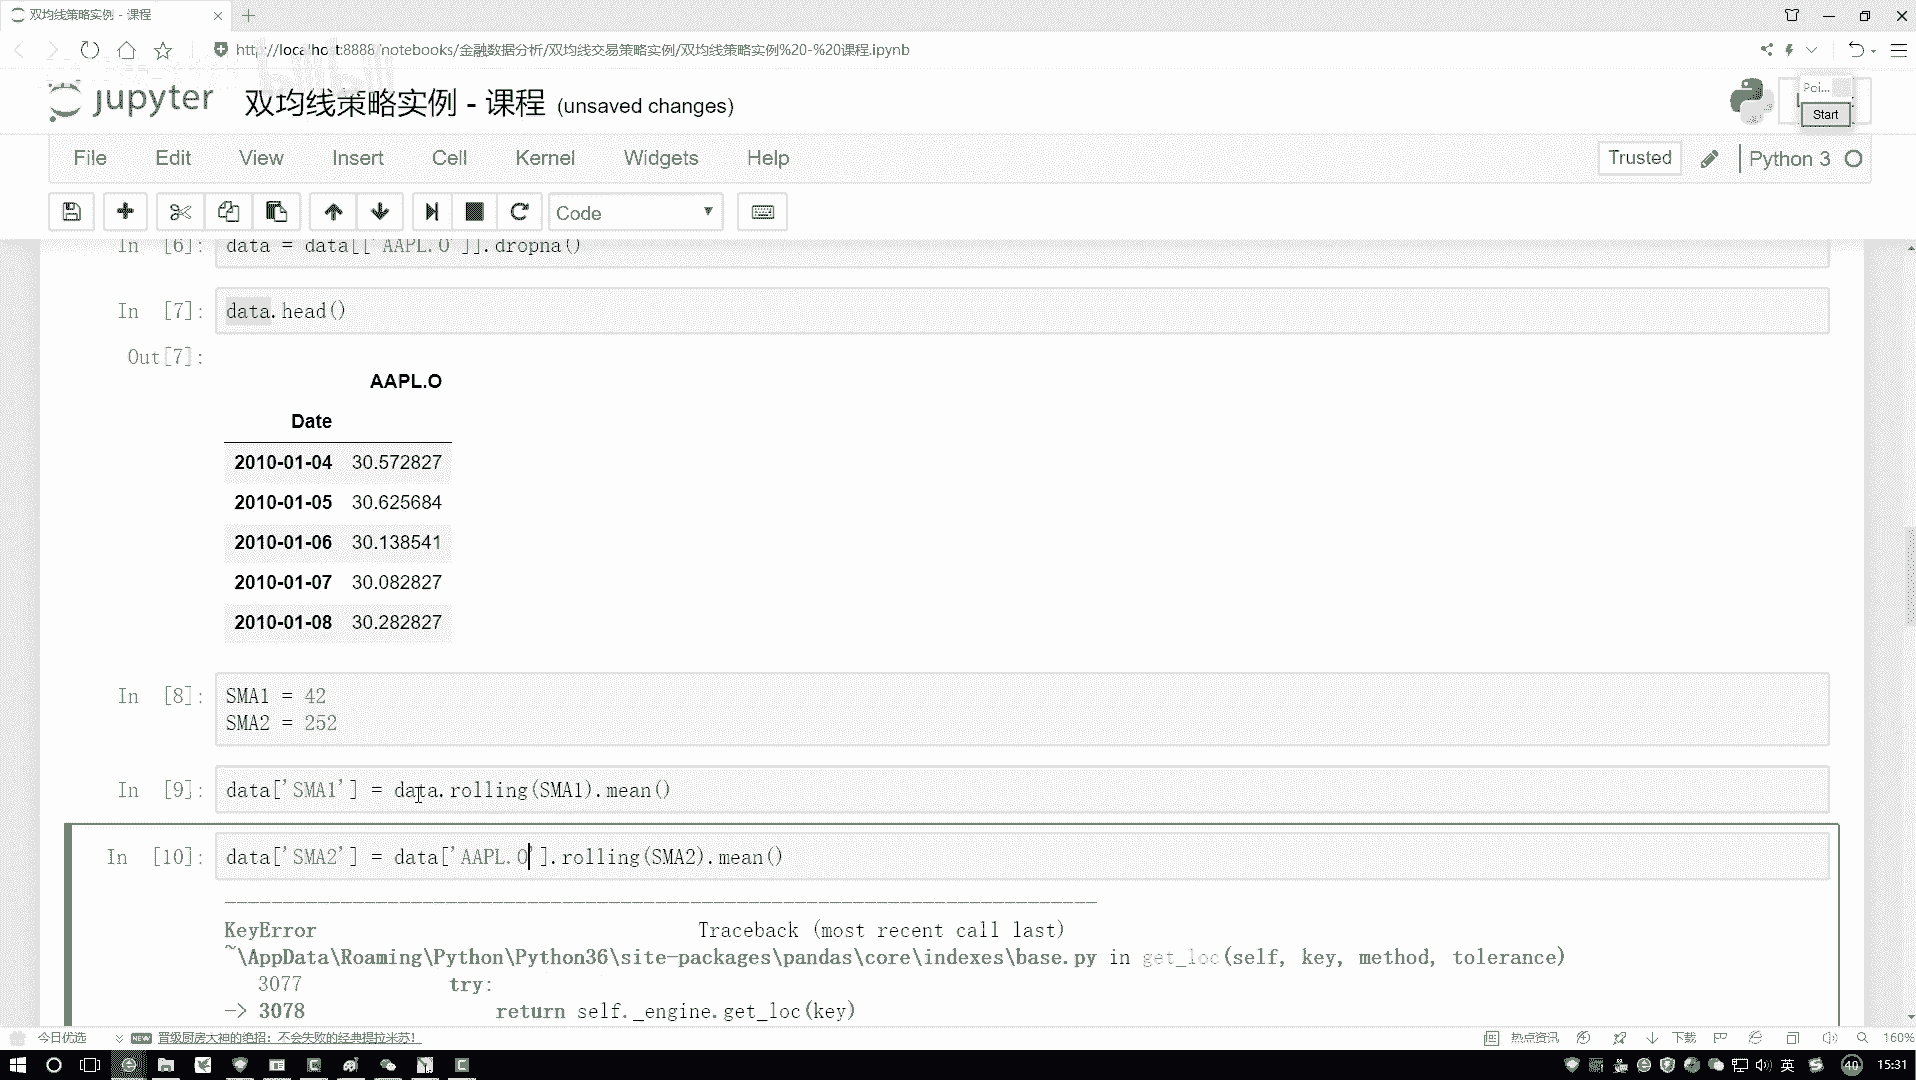 双均线策略实例 - 课程
http://localhost:8888/notebooks/金融数据分析/双均线交易策略实例/双均线策略实例%20-%20课程.ipynb
jupyter 双均线策略实例 - 课程 (unsaved changes)
Poi...
Start
File Edit View Insert Cell Kernel Widgets Help
Trusted
Python 3
Code
In [6]: data = data[['AAPL.O']].dropna()
In [7]: data.head()
Out[7]:
AAPL.O
Date
2010-01-04 30.572827
2010-01-05 30.625684
2010-01-06 30.138541
2010-01-07 30.082827
2010-01-08 30.282827
In [8]: SMA1 = 42
SMA2 = 252
In [9]: data['SMA1'] = data.rolling(SMA1).mean()
In [10]: data['SMA2'] = data['AAPL.O'].rolling(SMA2).mean()
KeyError Traceback (most recent call last)
~\AppData\Roaming\Python\Python36\site-packages\pandas\core\indexes\base.py in get_loc(self, key, method, tolerance)
3077 try:
-> 3078 return self._engine.get_loc(key)
今日优选 NEW 晋级厨房大神的绝招：不会失败的经典提拉米苏！
热点资讯 下载 160%
英 40 15:31